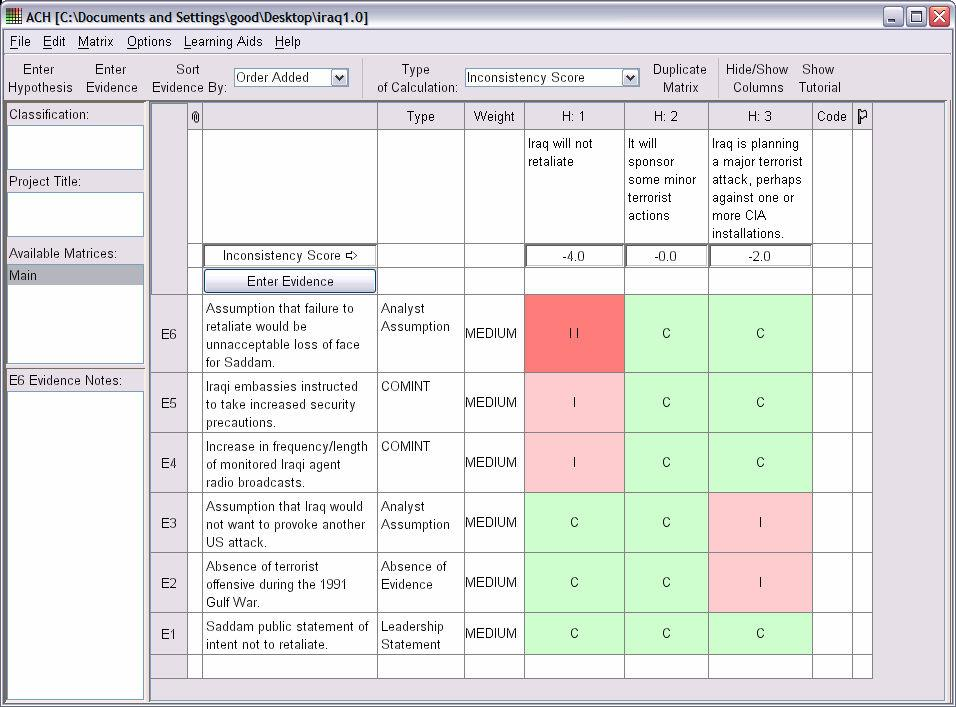 ACH [C:\Documents and Settings\good\Desktop\iraq1.0]
File Edit Matrix Options Learning Aids Help
Enter Hypothesis
Enter Evidence
Sort Evidence By:
Order Added
Type of Calculation:
Inconsistency Score
Duplicate Matrix
Hide/Show Columns
Show Tutorial
Classification:
Project Title:
Available Matrices:
Main
E6 Evidence Notes:
Type Weight H: 1 H: 2 H: 3 Code
Iraq will not
retaliate
It will
sponsor
some minor
terrorist
actions
Iraq is planning
a major terrorist
attack, perhaps
against one or
more CIA
installations.
Inconsistency Score ⇨ -4.0 -0.0 -2.0
Enter Evidence
E6
Assumption that failure to
retaliate would be
unnacceptable loss of face
for Saddam.
Analyst
Assumption
MEDIUM I I C C
E5
Iraqi embassies instructed
to take increased security
precautions.
COMINT
MEDIUM I C C
E4
Increase in frequency/length
of monitored Iraqi agent
radio broadcasts.
COMINT
MEDIUM I C C
E3
Assumption that Iraq would
not want to provoke another
US attack.
Analyst
Assumption
MEDIUM C C I
E2
Absence of terrorist
offensive during the 1991
Gulf War.
Absence of
Evidence
MEDIUM C C I
E1
Saddam public statement of
intent not to retaliate.
Leadership
Statement
MEDIUM C C C